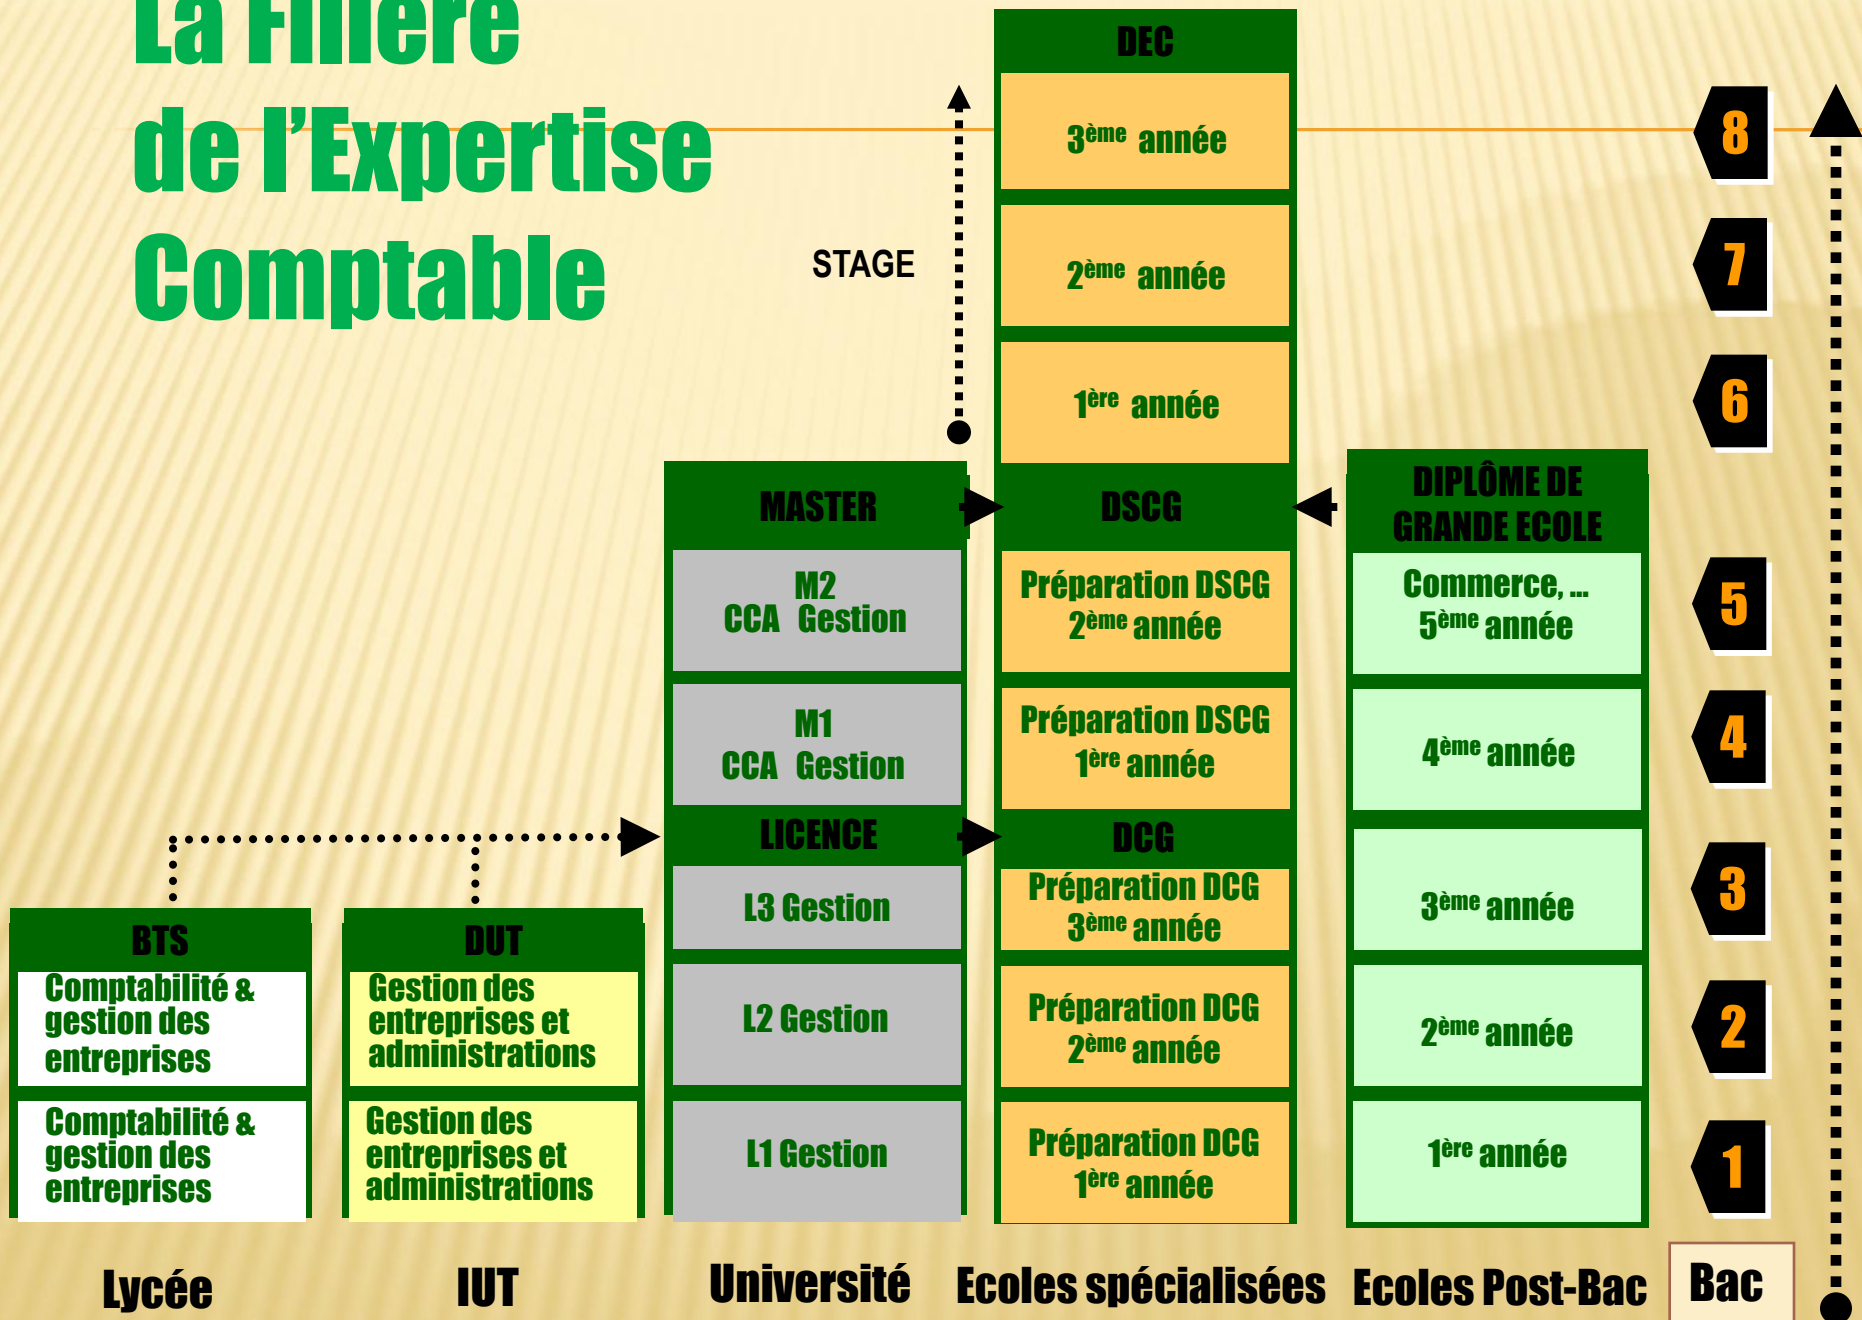 La Filière
de l’Expertise
Comptable
STAGE
DEC
3ème année
2ème année
1ère année
8
7
6
MASTER
M2
CCA Gestion
M1
CCA Gestion
LICENCE
L3 Gestion
L2 Gestion
L1 Gestion
DSCG
Préparation DSCG
2ème année
Préparation DSCG
1ère année
DCG
Préparation DCG
3ème année
Préparation DCG
2ème année
Préparation DCG
1ère année
DIPLÔME DE
GRANDE ECOLE
Commerce, ...
5ème année
4ème année
3ème année
2ème année
1ère année
5
4
3
2
1
BTS
Comptabilité &
gestion des
entreprises
Comptabilité &
gestion des
entreprises
DUT
Gestion des
entreprises et
administrations
Gestion des
entreprises et
administrations
Lycée
IUT
Université
Ecoles spécialisées
Ecoles Post-Bac
Bac